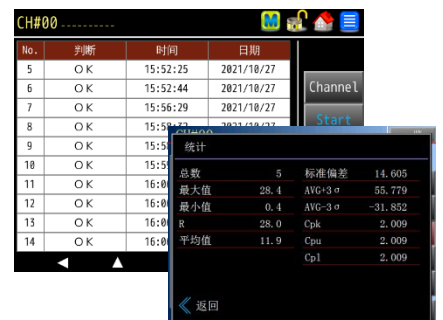 CH#00 ----------
No. 判断 时间 日期
5 OK 15:52:25 2021/10/27
6 OK 15:52:44 2021/10/27
7 OK 15:56:29 2021/10/27
8 OK
9 OK
10 OK
11 OK
12 OK
13 OK
14 OK
Channel
Start
统计
总数 5 标准偏差 14.605
最大值 28.4 AVG+3σ 55.779
最小值 0.4 AVG-3σ -31.852
R 28.0 Cpk 2.009
平均值 11.9 Cpu 2.009
Cpl 2.009
返回